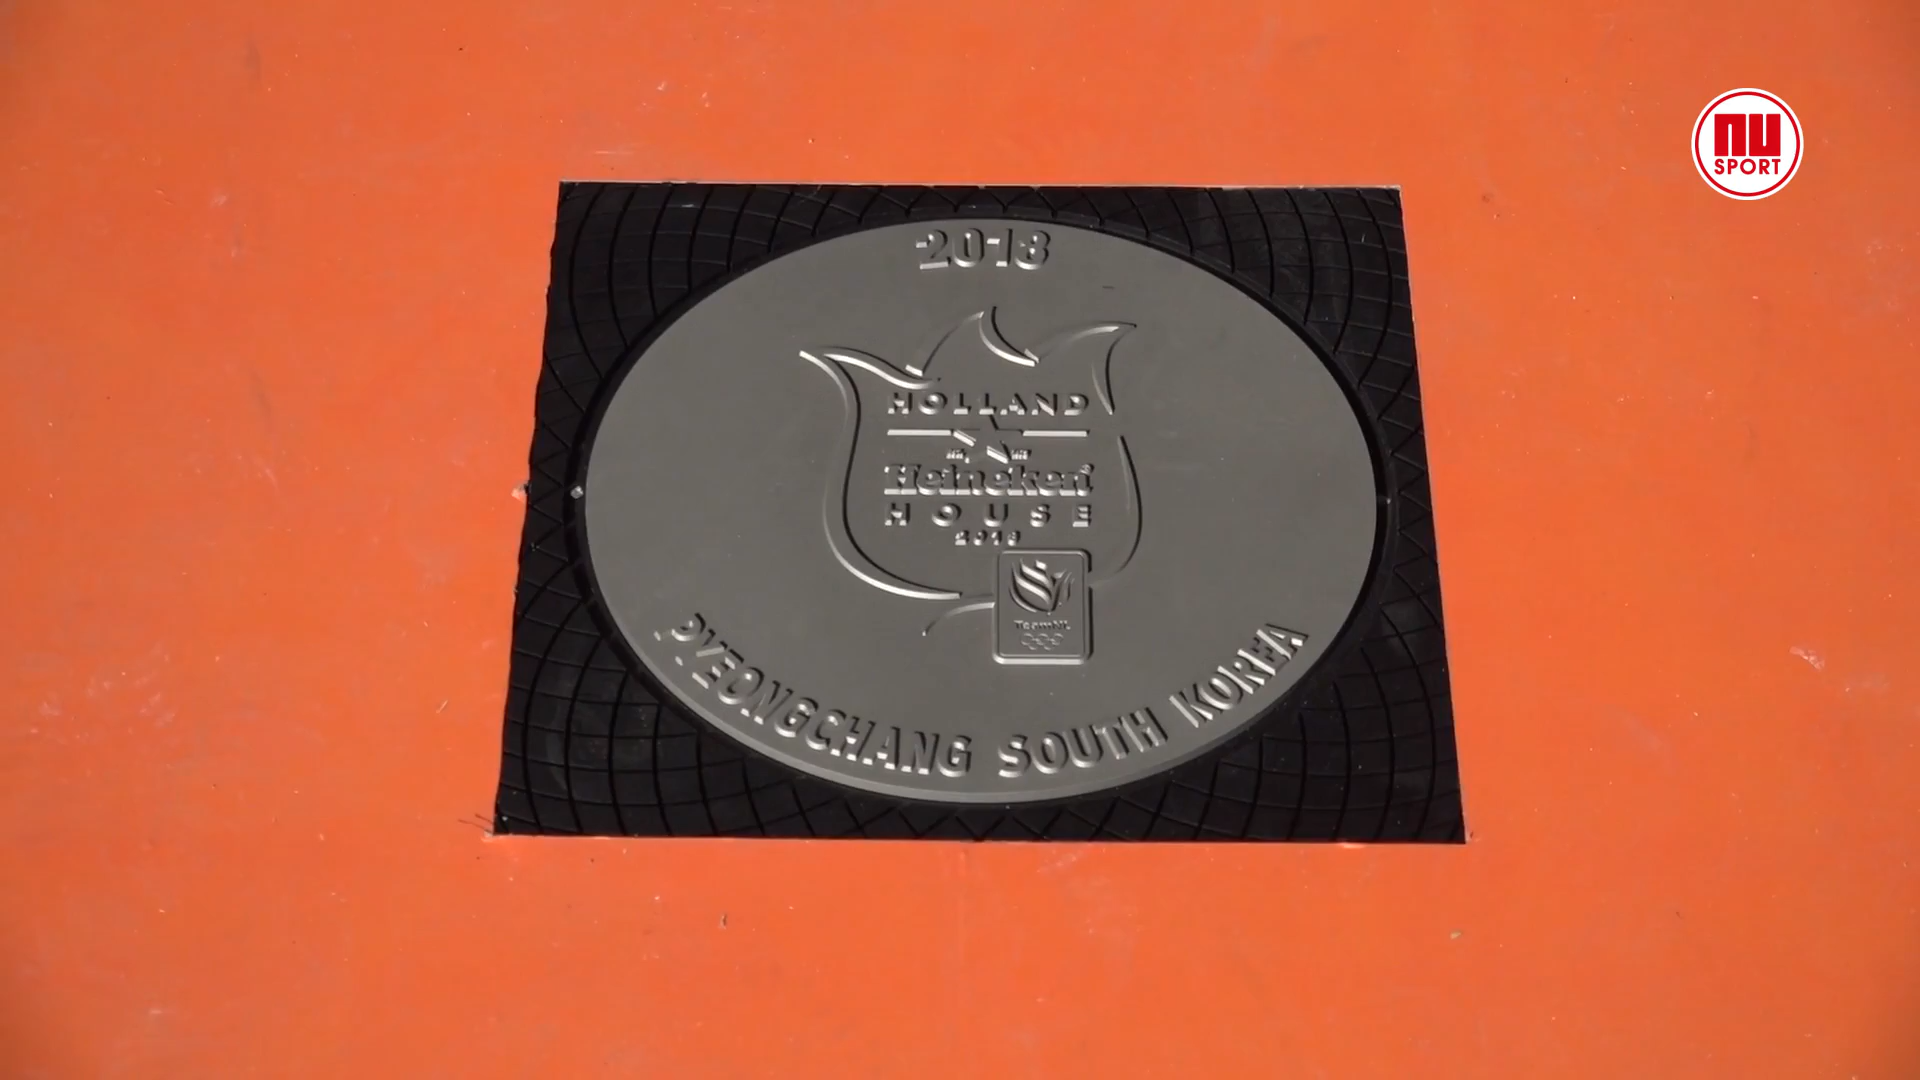 NU
SPORT
2018
HOLLAND
Heineken
HOUSE
2018
TeamNL
PYEONGCHANG SOUTH KOREA